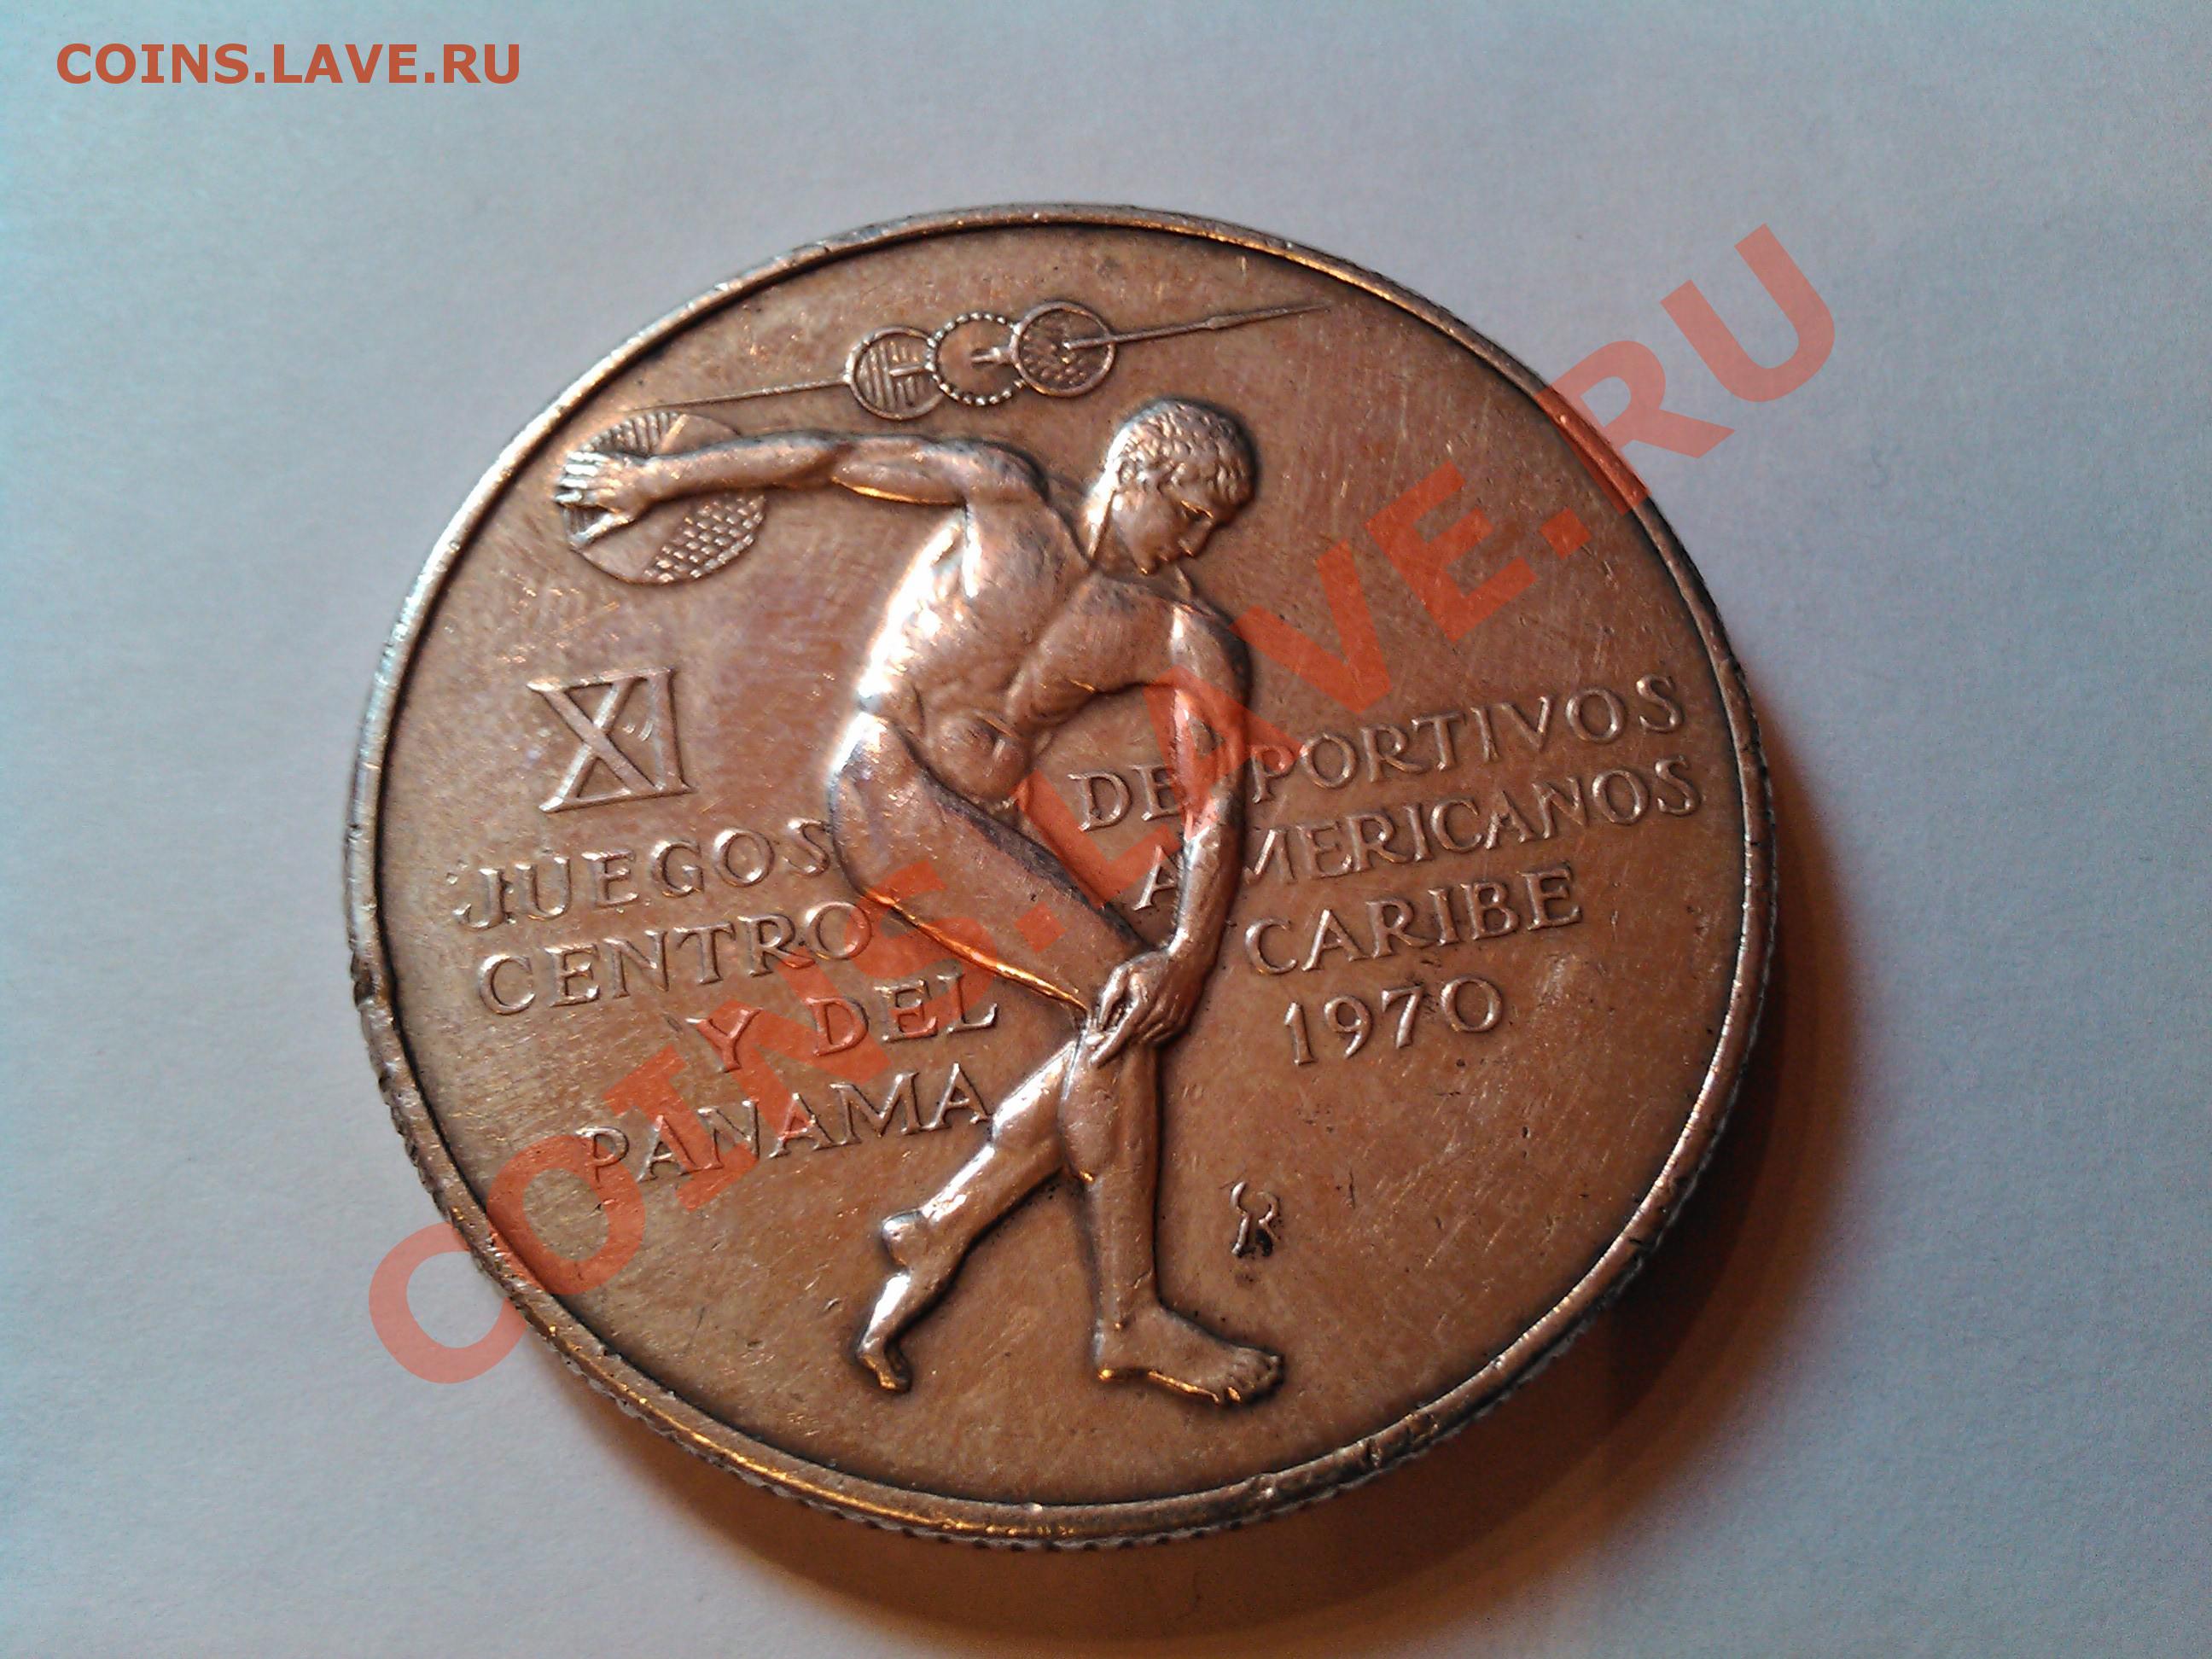 COINS.LAVE.RU
XI
JUEGOS DEPORTIVOS
CENTRO AMERICANOS
Y DEL CARIBE
PANAMA 1970
COINS.LAVE.RU